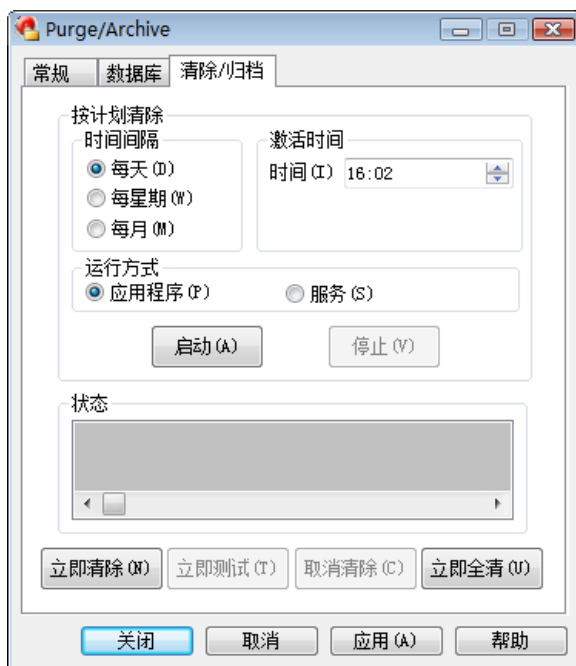 Purge/Archive
常规 数据库 清除/归档
按计划清除
时间间隔 激活时间
每天(D) 时间(I) 16:02
每星期(W)
每月(M)
运行方式
应用程序(P) 服务(S)
启动(A) 停止(V)
状态
立即清除(N) 立即测试(T) 取消清除(C) 立即全清(U)
关闭 取消 应用(A) 帮助